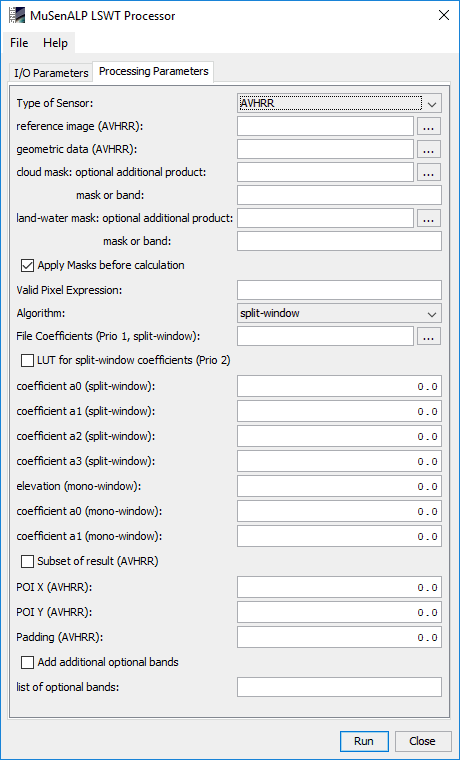 MuSenALP LSWT Processor
File Help
I/O Parameters Processing Parameters
Type of Sensor: AVHRR
reference image (AVHRR): ...
geometric data (AVHRR): ...
cloud mask: optional additional product: ...
mask or band:
land-water mask: optional additional product: ...
mask or band:
Apply Masks before calculation
Valid Pixel Expression:
Algorithm: split-window
File Coefficients (Prio 1, split-window): ...
LUT for split-window coefficients (Prio 2)
coefficient a0 (split-window): 0.0
coefficient a1 (split-window): 0.0
coefficient a2 (split-window): 0.0
coefficient a3 (split-window): 0.0
elevation (mono-window): 0.0
coefficient a0 (mono-window): 0.0
coefficient a1 (mono-window): 0.0
Subset of result (AVHRR)
POI X (AVHRR): 0.0
POI Y (AVHRR): 0.0
Padding (AVHRR): 0.0
Add additional optional bands
list of optional bands:
Run Close